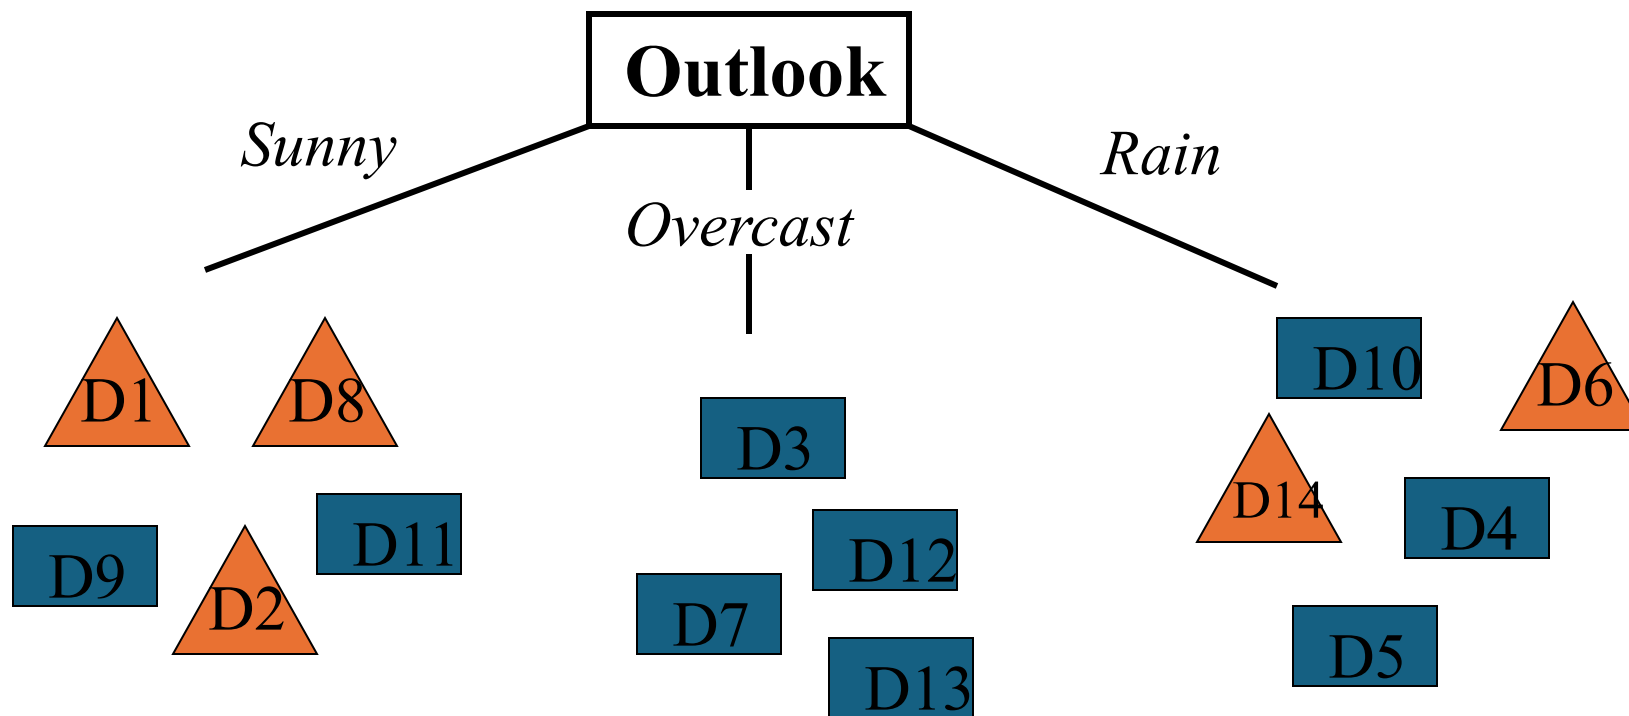 Outlook
Sunny
Rain
Overcast
D1
D8
D9
D2
D11
D3
D12
D7
D13
D10
D6
D14
D4
D5